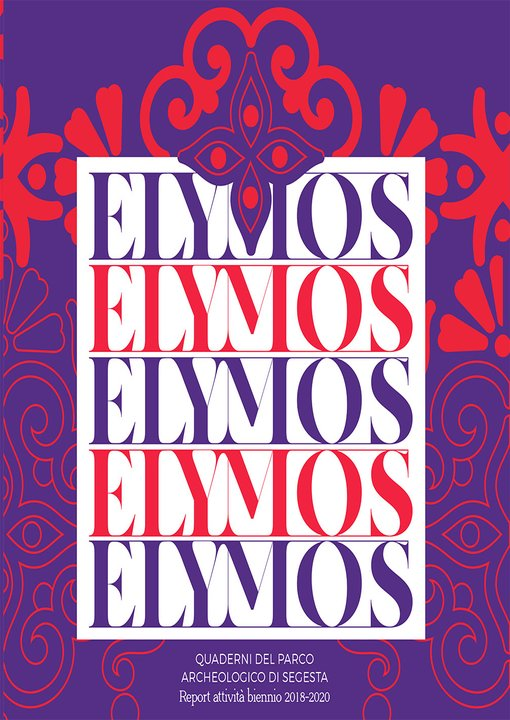 ELYMOS
ELYMOS
ELYMOS
ELYMOS
ELYMOS
QUADERNI DEL PARCO
ARCHEOLOGICO DI SEGESTA
Report attività biennio 2018-2020